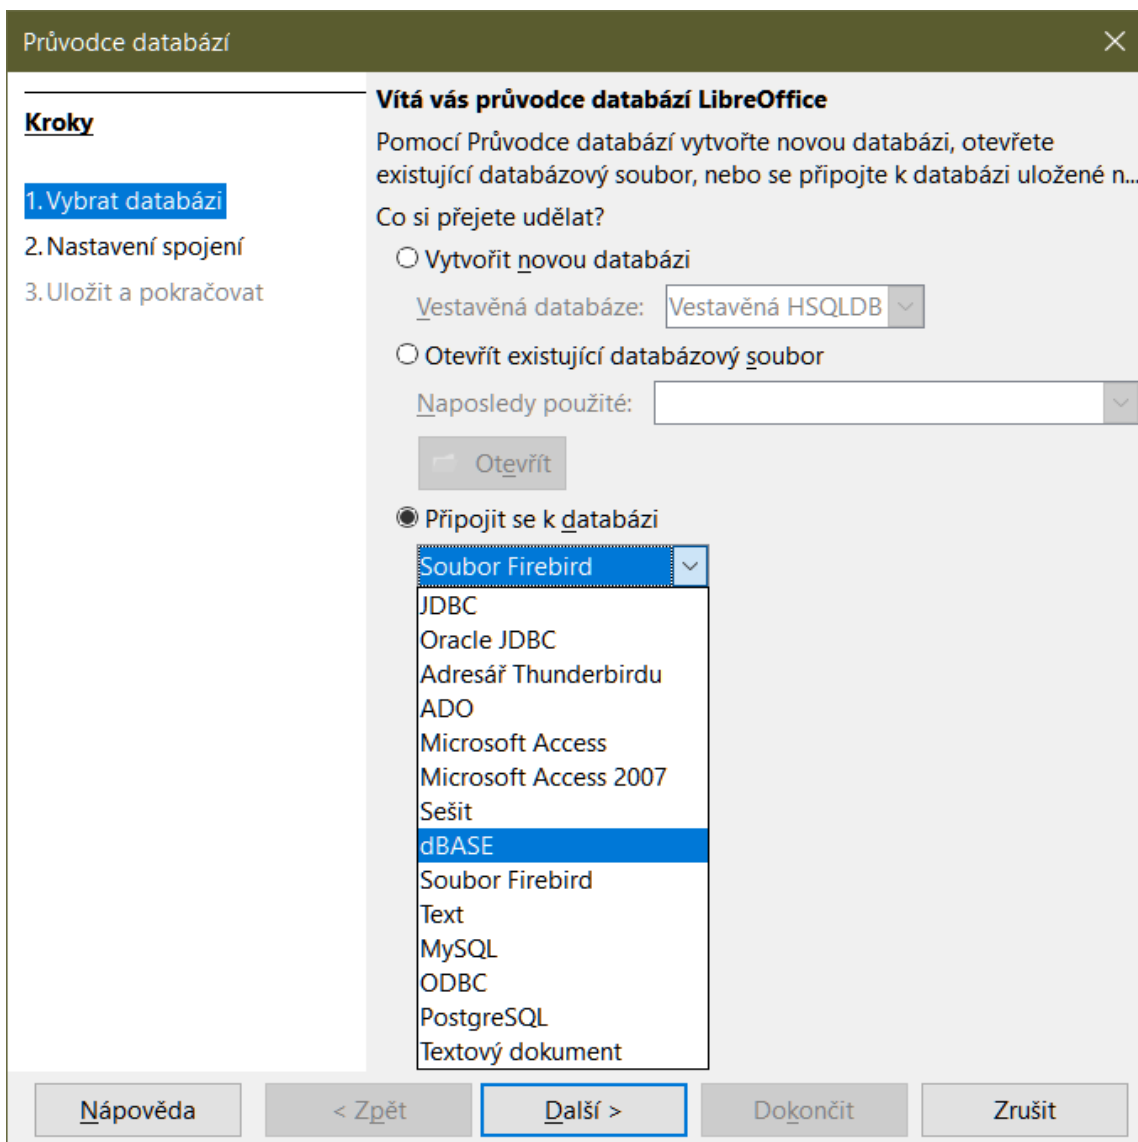 Průvodce databází
Kroky
1. Vybrat databázi
2. Nastavení spojení
3. Uložit a pokračovat
Vítá vás průvodce databází LibreOffice
Pomocí Průvodce databází vytvořte novou databázi, otevřete
existující databázový soubor, nebo se připojte k databázi uložené n...
Co si přejete udělat?
Vytvořit novou databázi
Vestavěná databáze: Vestavěná HSQLDB
Otevřít existující databázový soubor
Naposledy použité:
Otevřít
Připojit se k databázi
Soubor Firebird
JDBC
Oracle JDBC
Adresář Thunderbirdu
ADO
Microsoft Access
Microsoft Access 2007
Sešit
dBASE
Soubor Firebird
Text
MySQL
ODBC
PostgreSQL
Textový dokument
Nápověda < Zpět Další > Dokončit Zrušit